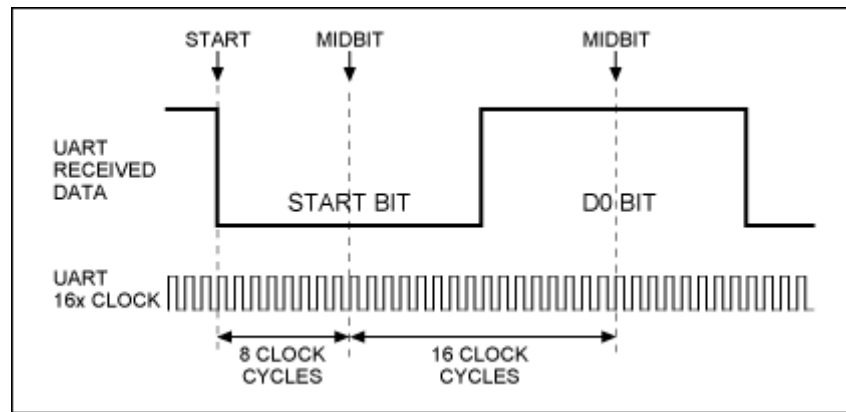 START
MIDBIT
MIDBIT
UART
RECEIVED
DATA
START BIT
D0 BIT
UART
16x CLOCK
8 CLOCK
CYCLES
16 CLOCK
CYCLES